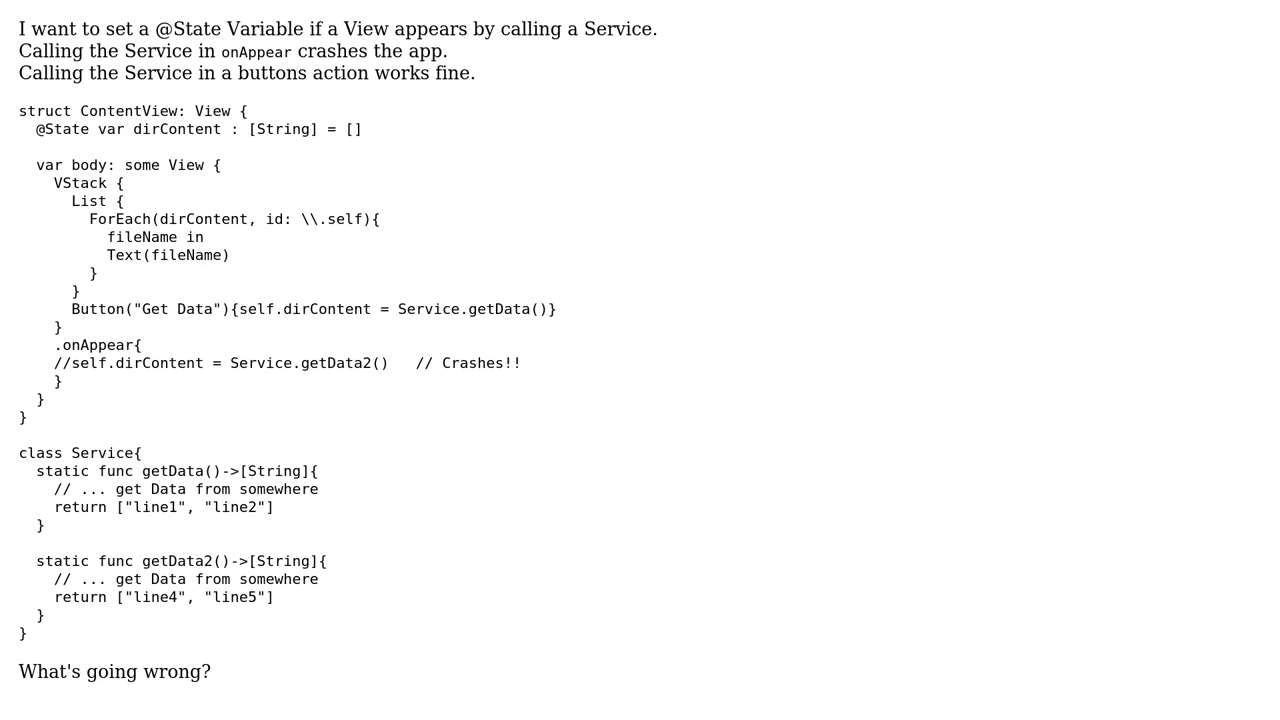 I want to set a @State Variable if a View appears by calling a Service.
Calling the Service in onAppear crashes the app.
Calling the Service in a buttons action works fine.
struct ContentView: View {
  @State var dirContent : [String] = []

  var body: some View {
    VStack {
      List {
        ForEach(dirContent, id: \\.self){
          fileName in
          Text(fileName)
        }
      }
      Button("Get Data"){self.dirContent = Service.getData()}
    }
    .onAppear{
    //self.dirContent = Service.getData2()   // Crashes!!
    }
  }
}

class Service{
  static func getData()->[String]{
    // ... get Data from somewhere
    return ["line1", "line2"]
  }

  static func getData2()->[String]{
    // ... get Data from somewhere
    return ["line4", "line5"]
  }
}
What's going wrong?